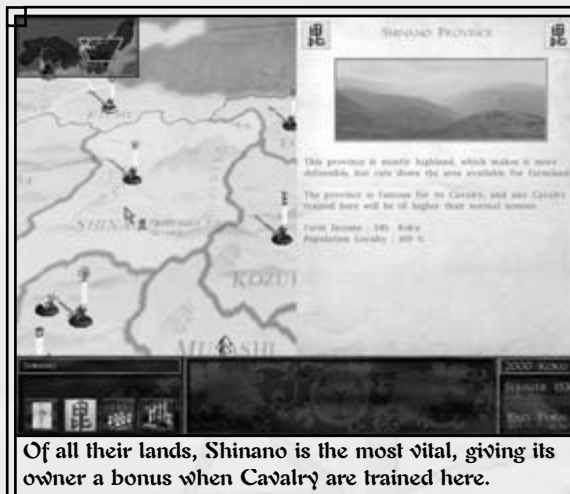 SHINANO PROVINCE
This province is mostly highland, which makes it more
defensible, but cuts down the area available for Farmland
The province is famous for its Cavalry, and any Cavalry
trained here will be of higher than normal honour
Farm Income : Koku
Population Loyalty : 100 %
KOZU
MUSASHI
2000 KOKU
SUMMER
END
Of all their lands, Shinano is the most vital, giving its
owner a bonus when Cavalry are trained here.